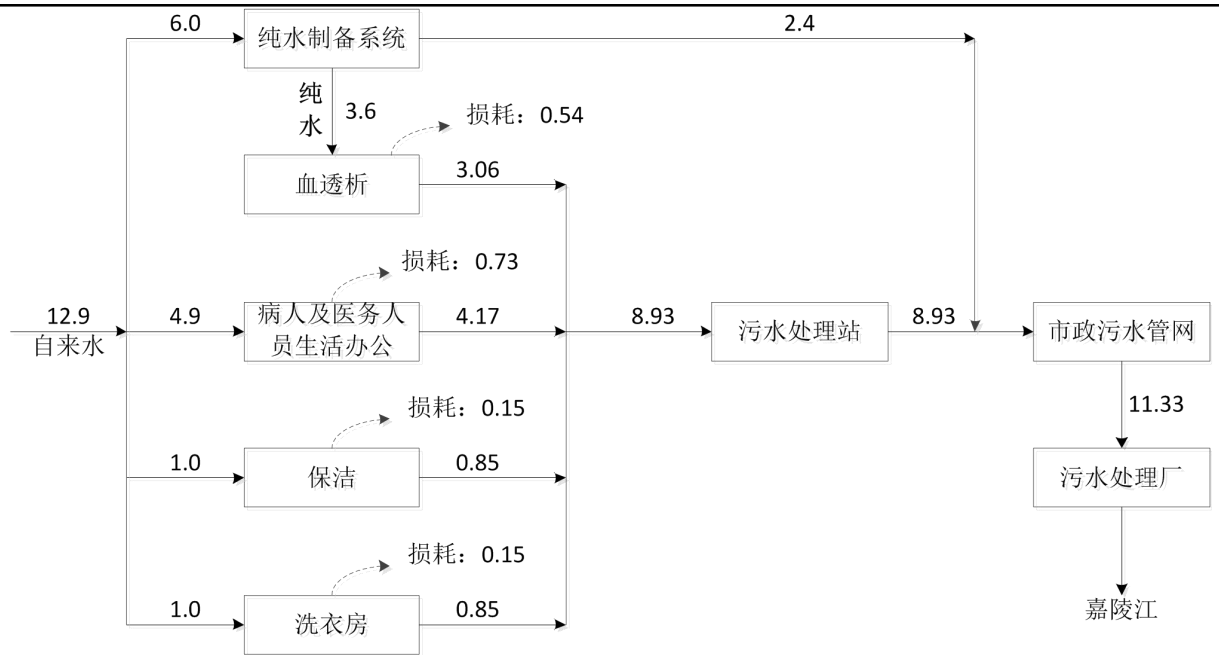 6.0
纯水制备系统
2.4
纯水
3.6
损耗：0.54
血透析
3.06
损耗：0.73
12.9
自来水
4.9
病人及医务人
员生活办公
4.17
8.93
污水处理站
8.93
市政污水管网
11.33
损耗：0.15
1.0
保洁
0.85
污水处理厂
损耗：0.15
1.0
洗衣房
0.85
嘉陵江